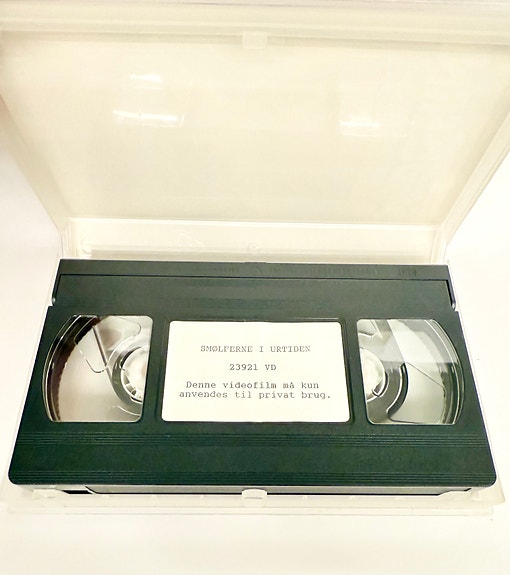 SMØLFERNE I URTIDEN
23921 VD
Denne videofilm må kun
anvendes til privat brug.